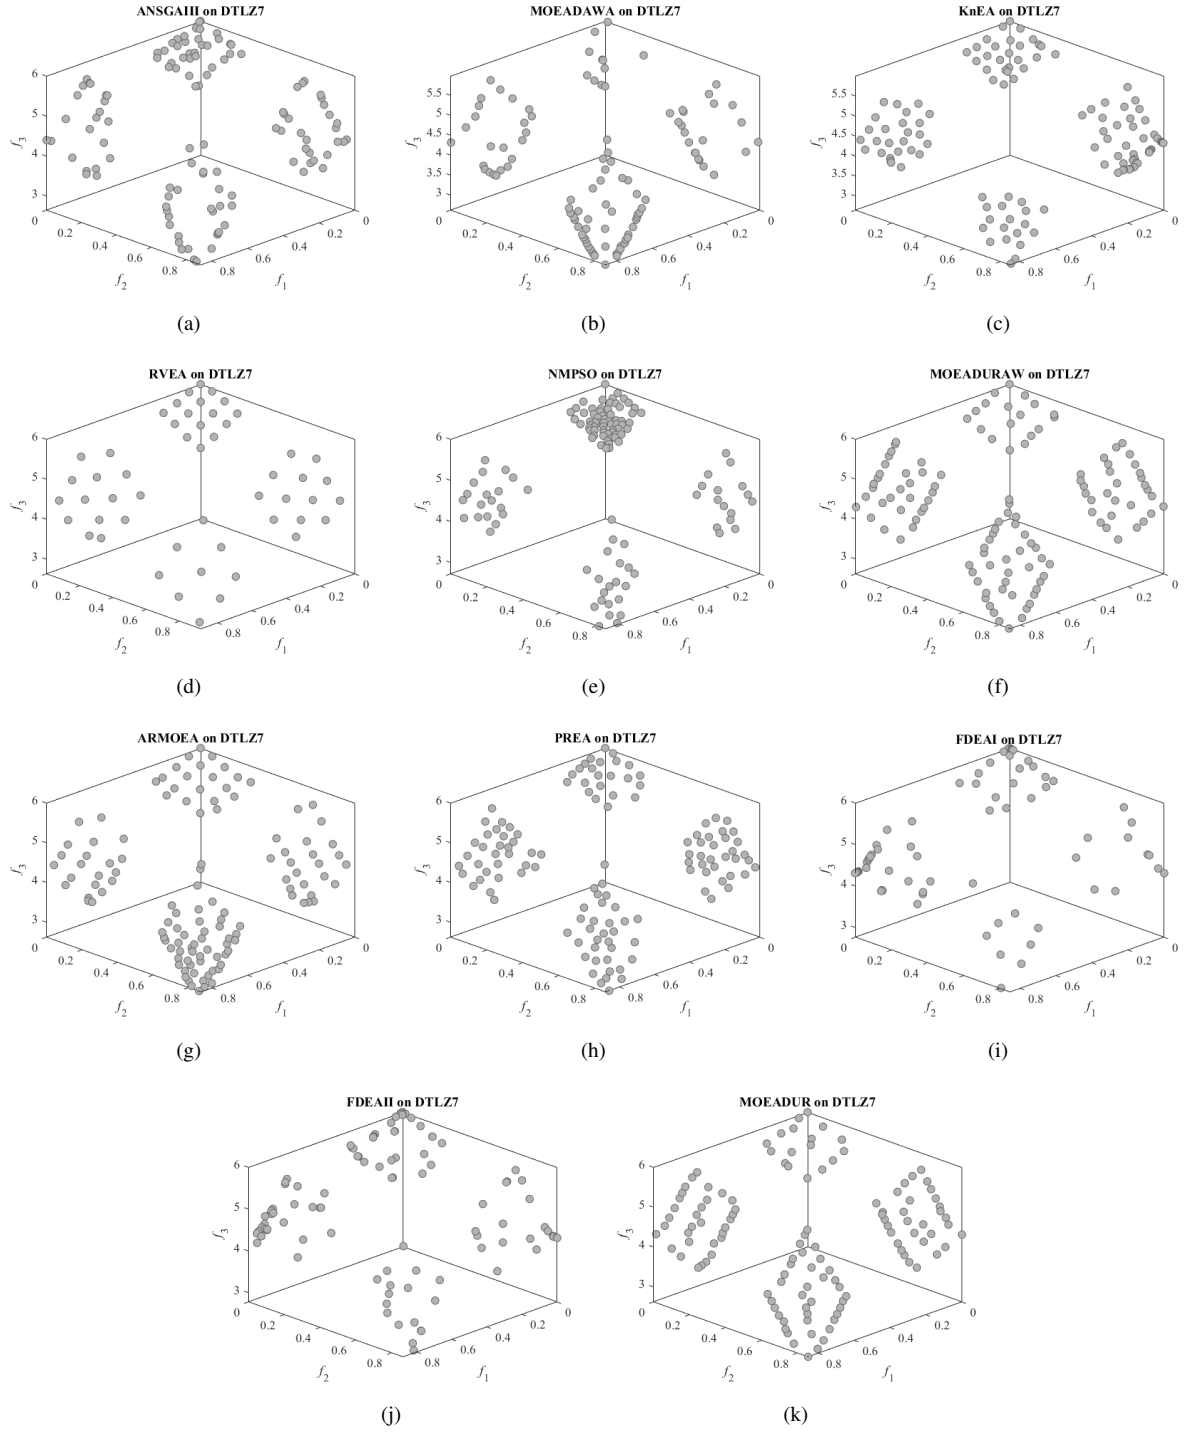 ANSGAIII on DTLZ7
6
5
4
3
f3
0
0.2
0.4
0.6
0.8
f2
0.8
0.6
0.4
0.2
0
f1
(a)
MOEADAWA on DTLZ7
5.5
5
4.5
4
3.5
3
f3
0
0.2
0.4
0.6
0.8
f2
0.8
0.6
0.4
0.2
0
f1
(b)
KnEA on DTLZ7
5.5
5
4.5
4
3.5
3
f3
0
0.2
0.4
0.6
0.8
f2
0.8
0.6
0.4
0.2
0
f1
(c)
RVEA on DTLZ7
6
5
4
3
f3
0
0.2
0.4
0.6
0.8
f2
0.8
0.6
0.4
0.2
0
f1
(d)
NMPSO on DTLZ7
6
5
4
3
f3
0
0.2
0.4
0.6
0.8
f2
0.8
0.6
0.4
0.2
0
f1
(e)
MOEADURAW on DTLZ7
6
5
4
3
f3
0
0.2
0.4
0.6
0.8
f2
0.8
0.6
0.4
0.2
0
f1
(f)
ARMOEA on DTLZ7
6
5
4
3
f3
0
0.2
0.4
0.6
0.8
f2
0.8
0.6
0.4
0.2
0
f1
(g)
PREA on DTLZ7
6
5
4
3
f3
0
0.2
0.4
0.6
0.8
f2
0.8
0.6
0.4
0.2
0
f1
(h)
FDEAI on DTLZ7
6
5
4
3
f3
0
0.2
0.4
0.6
0.8
f2
0.8
0.6
0.4
0.2
0
f1
(i)
FDEAII on DTLZ7
6
5
4
3
f3
0
0.2
0.4
0.6
0.8
f2
0.8
0.6
0.4
0.2
0
f1
(j)
MOEADUR on DTLZ7
6
5
4
3
f3
0
0.2
0.4
0.6
0.8
f2
0.8
0.6
0.4
0.2
0
f1
(k)